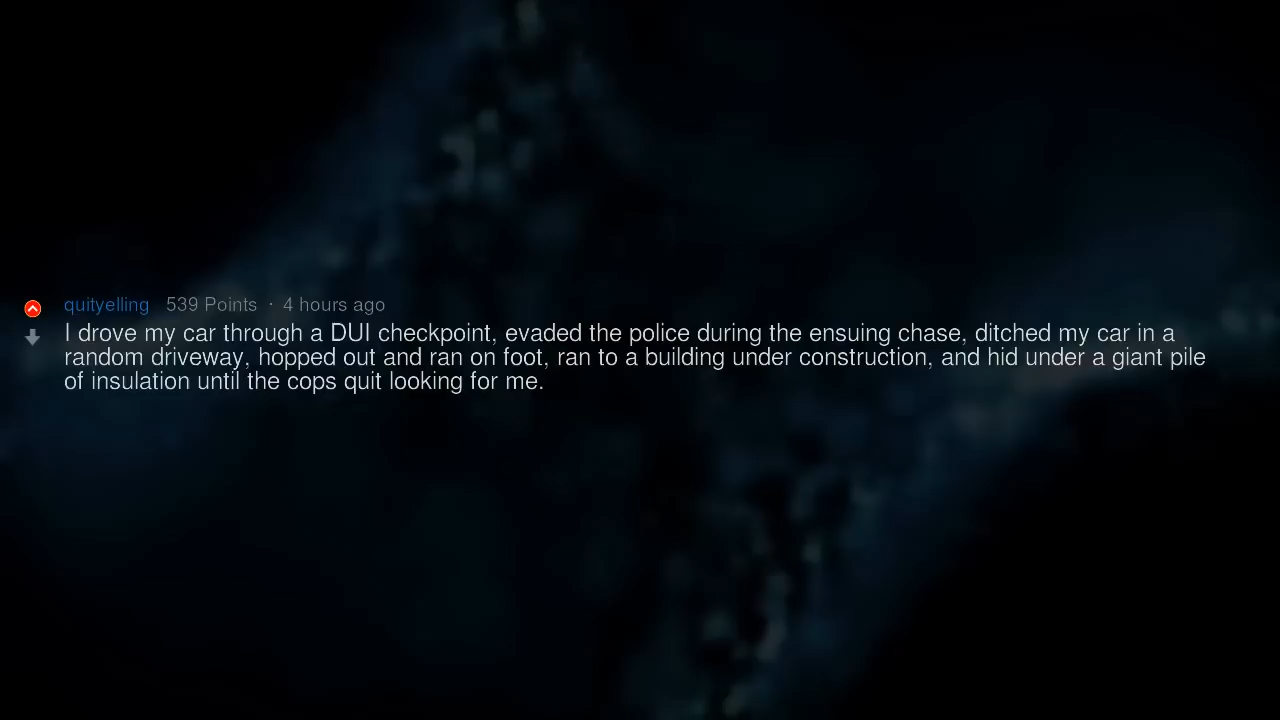 quityelling 539 Points · 4 hours ago
I drove my car through a DUI checkpoint, evaded the police during the ensuing chase, ditched my car in a
random driveway, hopped out and ran on foot, ran to a building under construction, and hid under a giant pile
of insulation until the cops quit looking for me.